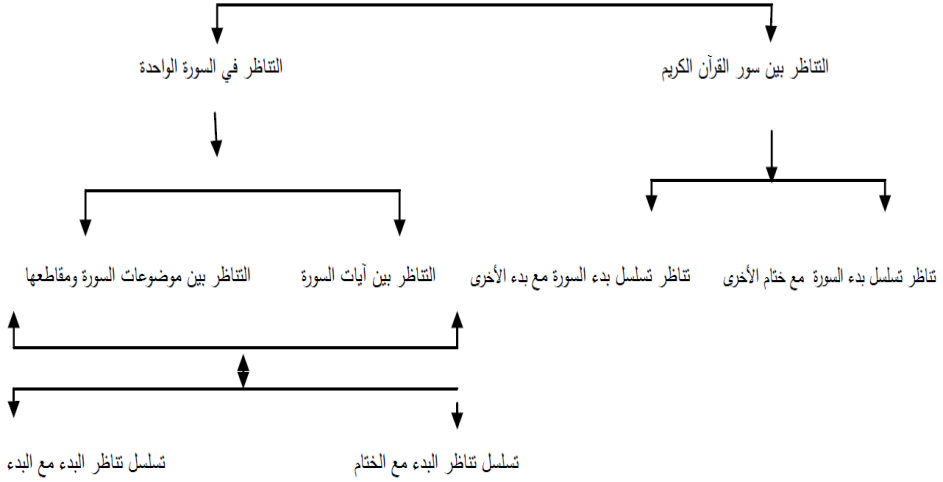 التناظر بين سور القرآن الكريم
التناظر في السورة الواحدة
تناظر تسلسل بدء السورة مع ختام الأخرى
تناظر تسلسل بدء السورة مع بدء الأخرى
التناظر بين آيات السورة
التناظر بين موضوعات السورة ومقاطعها
تسلسل تناظر البدء مع الختام
تسلسل تناظر البدء مع البدء